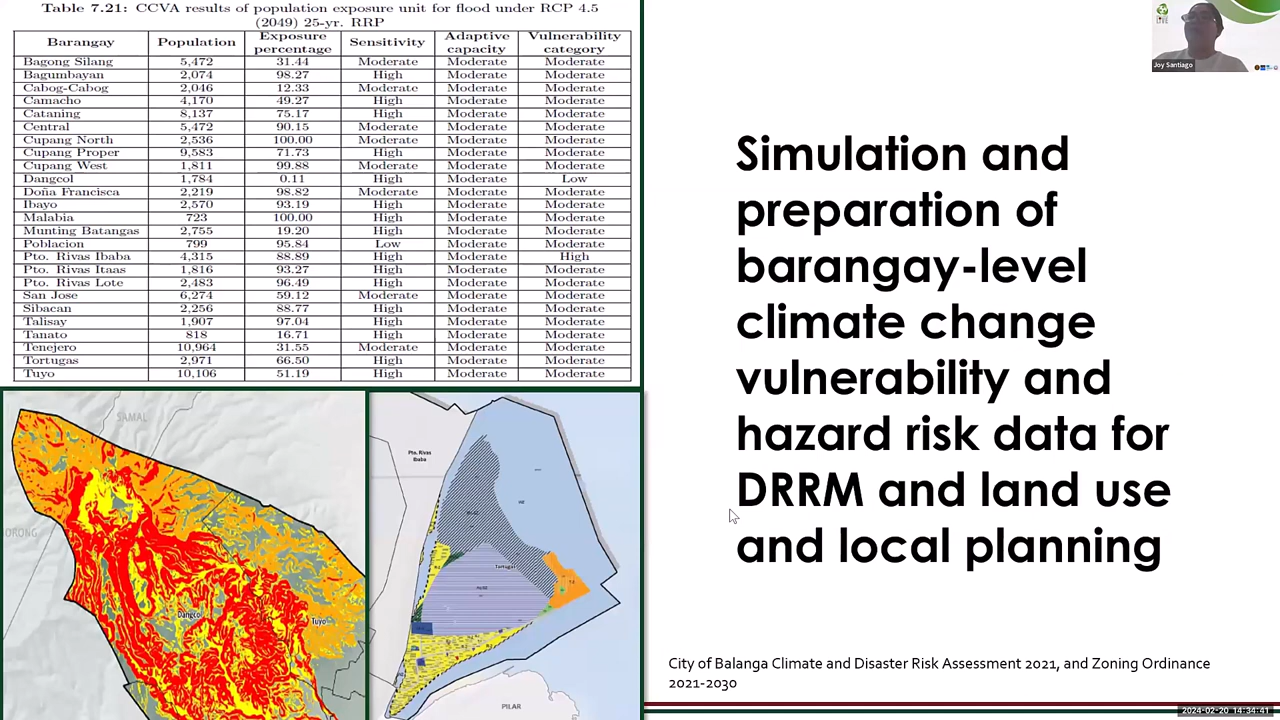 Table 7.21: CCVA results of population exposure unit for flood under RCP 4.5
(2049) 25-yr. RRP
Barangay Population Exposure percentage Sensitivity Adaptive capacity Vulnerability category
Bagong Silang 5,472 31.44 Moderate Moderate Moderate
Bagumbayan 2,074 98.27 High Moderate Moderate
Cabog-Cabog 2,046 12.33 Moderate Moderate Moderate
Camacho 4,170 49.27 High Moderate Moderate
Cataning 8,137 75.17 High Moderate Moderate
Central 5,472 90.15 Moderate Moderate Moderate
Cupang North 2,536 100.00 Moderate Moderate Moderate
Cupang Proper 9,583 71.73 High Moderate Moderate
Cupang West 1,811 99.88 Moderate Moderate Moderate
Dangcol 1,784 0.11 High Moderate Low
Doña Francisca 2,219 98.82 Moderate Moderate Moderate
Ibayo 2,570 93.19 High Moderate Moderate
Malabia 723 100.00 High Moderate Moderate
Munting Batangas 2,755 19.20 High Moderate Moderate
Poblacion 799 95.84 Low Moderate Moderate
Pto. Rivas Ibaba 4,315 88.89 High Moderate High
Pto. Rivas Itaas 1,816 93.27 High Moderate Moderate
Pto. Rivas Lote 2,483 96.49 High Moderate Moderate
San Jose 6,274 59.12 Moderate Moderate Moderate
Sibacan 2,256 88.77 High Moderate Moderate
Talisay 1,907 97.04 High Moderate Moderate
Tanato 818 16.71 High Moderate Moderate
Tenejero 10,964 31.55 Moderate Moderate Moderate
Tortugas 2,971 66.50 High Moderate Moderate
Tuyo 10,106 51.19 High Moderate Moderate
SAMAL
Dangcol
Tuyo
Pto. Rivas
Ibaba
Tortugas
PILAR
Joy Santiago
Simulation and
preparation of
barangay-level
climate change
vulnerability and
hazard risk data for
DRRM and land use
and local planning
City of Balanga Climate and Disaster Risk Assessment 2021, and Zoning Ordinance
2021-2030
2024-02-20 14:34:41